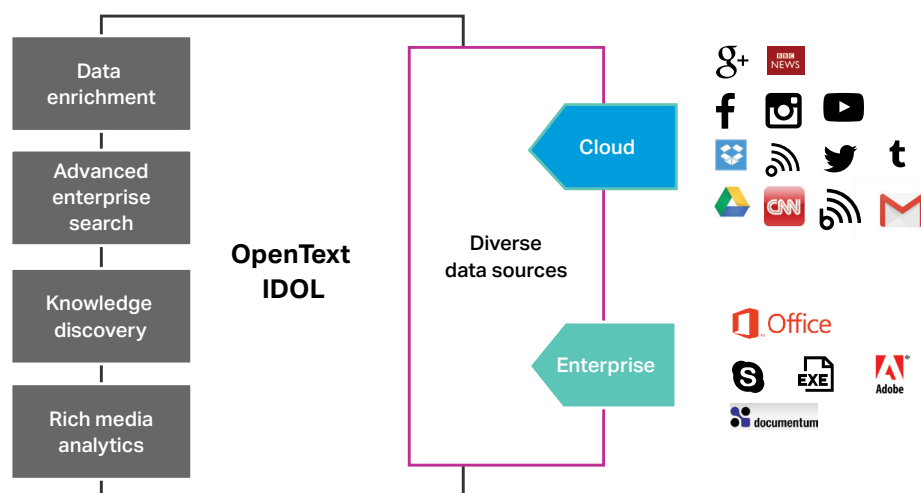 Data
enrichment
Advanced
enterprise
search
Knowledge
discovery
Rich media
analytics
OpenText
IDOL
Diverse
data sources
Cloud
Enterprise
g+
BBC
NEWS
f
t
CNN
b
M
Office
S
EXE
Adobe
documentum